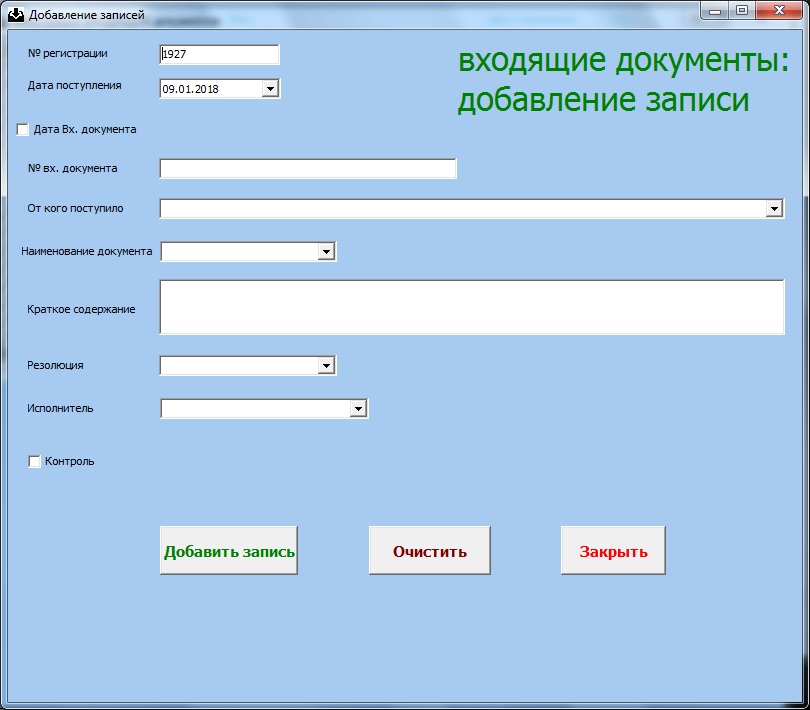 Добавление записей
№ регистрации 1927
входящие документы:
добавление записи
Дата поступления 09.01.2018
Дата Вх. документа
№ вх. документа
От кого поступило
Наименование документа
Краткое содержание
Резолюция
Исполнитель
Контроль
Добавить запись Очистить Закрыть